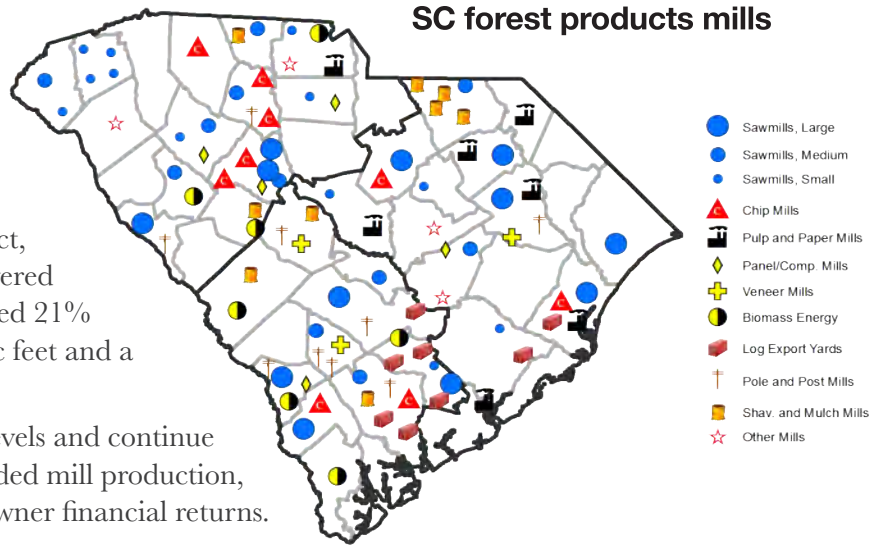 SC forest products mills
Sawmills, Large
Sawmills, Medium
Sawmills, Small
C Chip Mills
Pulp and Paper Mills
Panel/Comp. Mills
Veneer Mills
Biomass Energy
Log Export Yards
Pole and Post Mills
Shav. and Mulch Mills
Other Mills
C
C
C
C
C
C
C
C
C
ct,
ered
ed 21%
c feet and a
evels and continue
ded mill production,
wner financial returns.